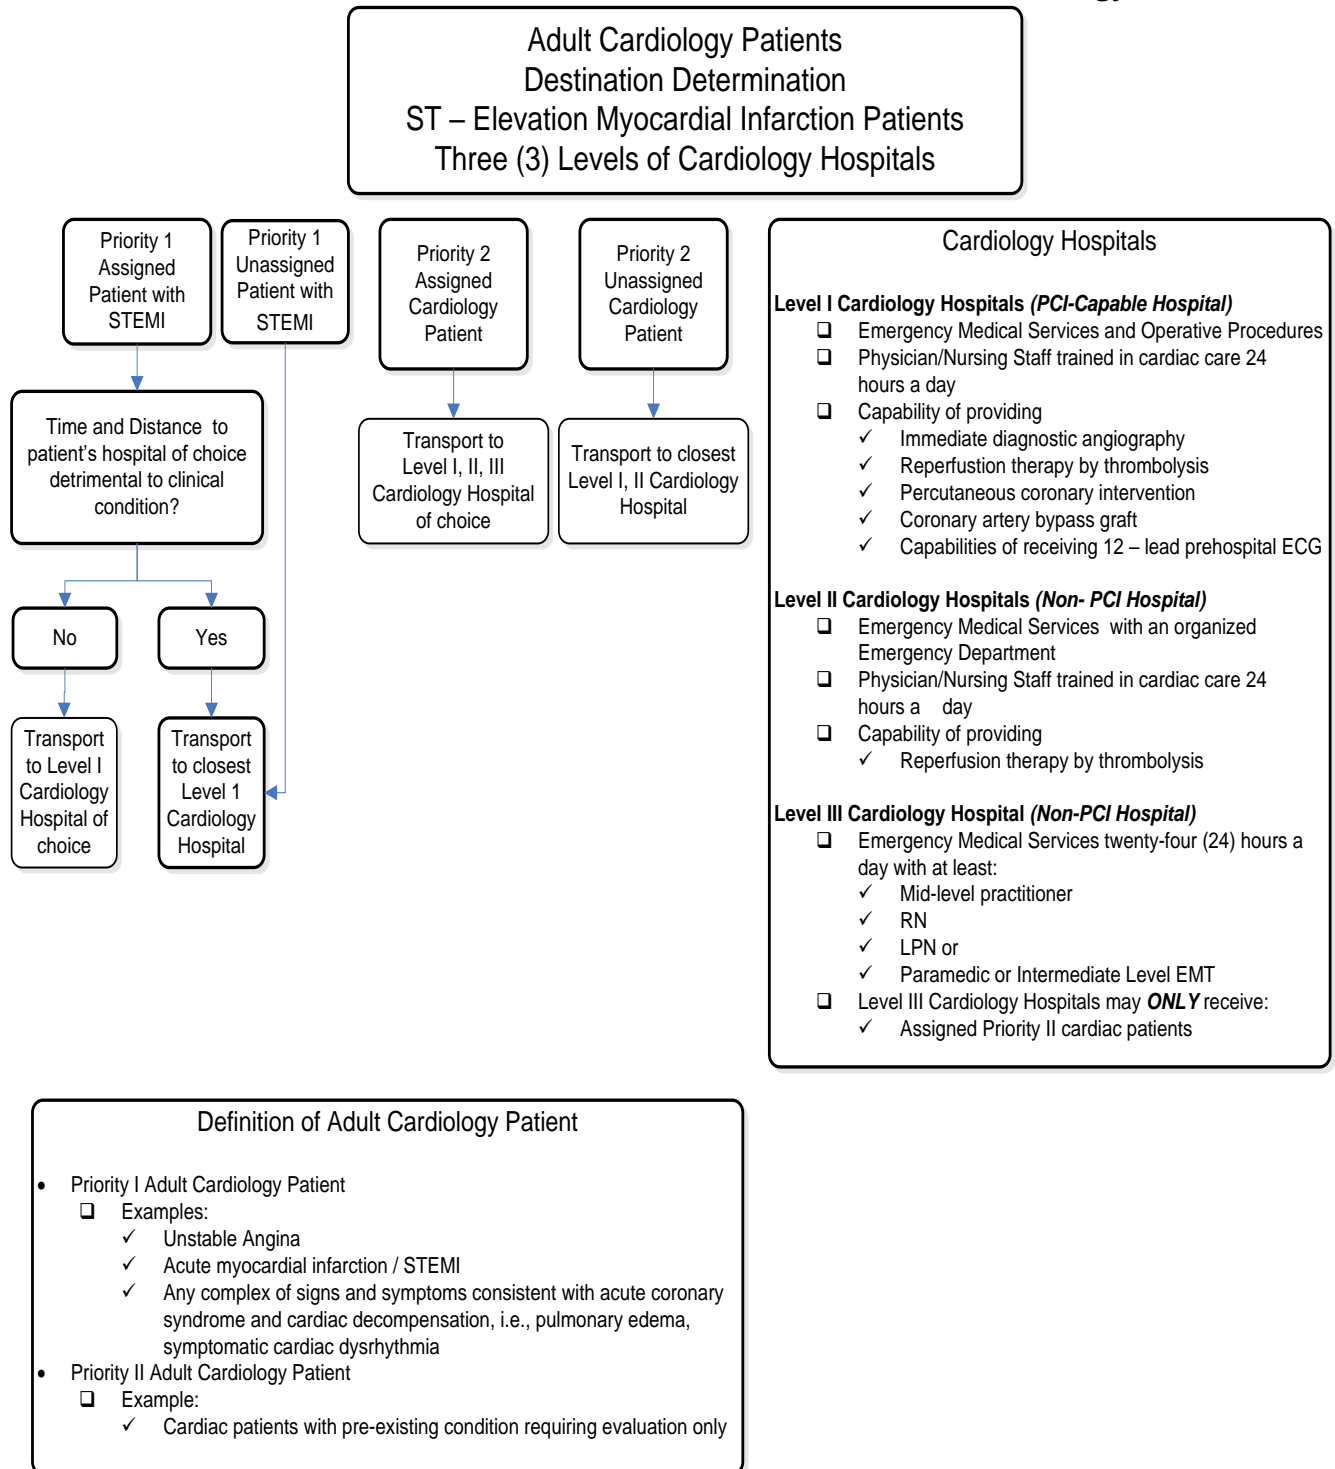 Adult Cardiology Patients
Destination Determination
ST – Elevation Myocardial Infarction Patients
Three (3) Levels of Cardiology Hospitals
Priority 1
Assigned
Patient with
STEMI
Priority 1
Unassigned
Patient with
STEMI
Priority 2
Assigned
Cardiology
Patient
Priority 2
Unassigned
Cardiology
Patient
Time and Distance to
patient's hospital of choice
detrimental to clinical
condition?
Transport to
Level I, II, III
Cardiology Hospital
of choice
Transport to closest
Level I, II Cardiology
Hospital
No
Yes
Transport
to Level I
Cardiology
Hospital of
choice
Transport
to closest
Level 1
Cardiology
Hospital
Cardiology Hospitals
Level I Cardiology Hospitals (PCI-Capable Hospital)
❑ Emergency Medical Services and Operative Procedures
❑ Physician/Nursing Staff trained in cardiac care 24
hours a day
❑ Capability of providing
✓ Immediate diagnostic angiography
✓ Reperfustion therapy by thrombolysis
✓ Percutaneous coronary intervention
✓ Coronary artery bypass graft
✓ Capabilities of receiving 12 – lead prehospital ECG
Level II Cardiology Hospitals (Non- PCI Hospital)
❑ Emergency Medical Services with an organized
Emergency Department
❑ Physician/Nursing Staff trained in cardiac care 24
hours a day
❑ Capability of providing
✓ Reperfusion therapy by thrombolysis
Level III Cardiology Hospital (Non-PCI Hospital)
❑ Emergency Medical Services twenty-four (24) hours a
day with at least:
✓ Mid-level practitioner
✓ RN
✓ LPN or
✓ Paramedic or Intermediate Level EMT
❑ Level III Cardiology Hospitals may ONLY receive:
✓ Assigned Priority II cardiac patients
Definition of Adult Cardiology Patient
• Priority I Adult Cardiology Patient
❑ Examples:
✓ Unstable Angina
✓ Acute myocardial infarction / STEMI
✓ Any complex of signs and symptoms consistent with acute coronary
syndrome and cardiac decompensation, i.e., pulmonary edema,
symptomatic cardiac dysrhythmia
• Priority II Adult Cardiology Patient
❑ Example:
✓ Cardiac patients with pre-existing condition requiring evaluation only